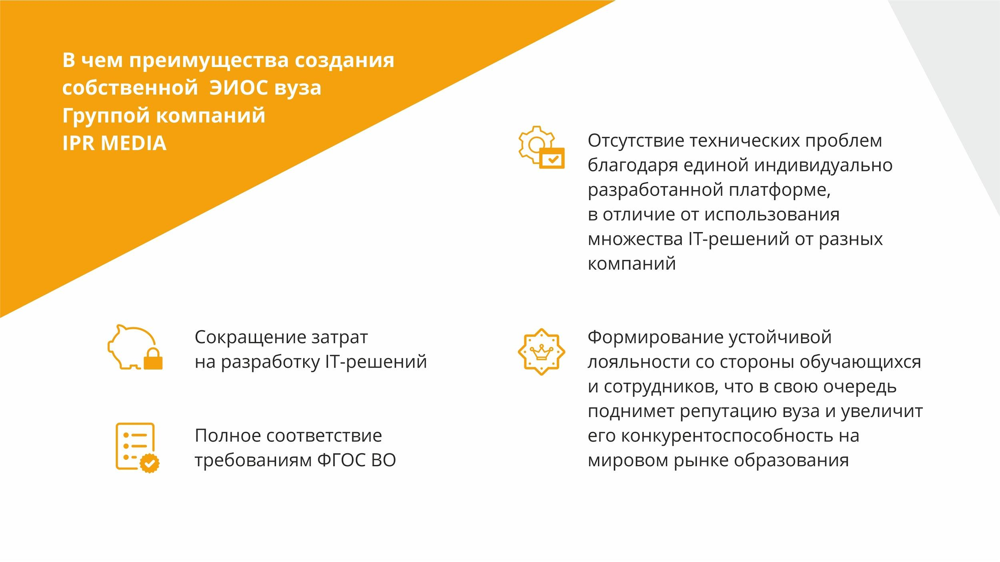 В чем преимущества создания
собственной ЭИОС вуза
Группой компаний
IPR MEDIA
Отсутствие технических проблем
благодаря единой индивидуально
разработанной платформе,
в отличие от использования
множества IT-решений от разных
компаний
Сокращение затрат
на разработку IT-решений
Полное соответствие
требованиям ФГОС ВО
Формирование устойчивой
лояльности со стороны обучающихся
и сотрудников, что в свою очередь
поднимет репутацию вуза и увеличит
его конкурентоспособность на
мировом рынке образования